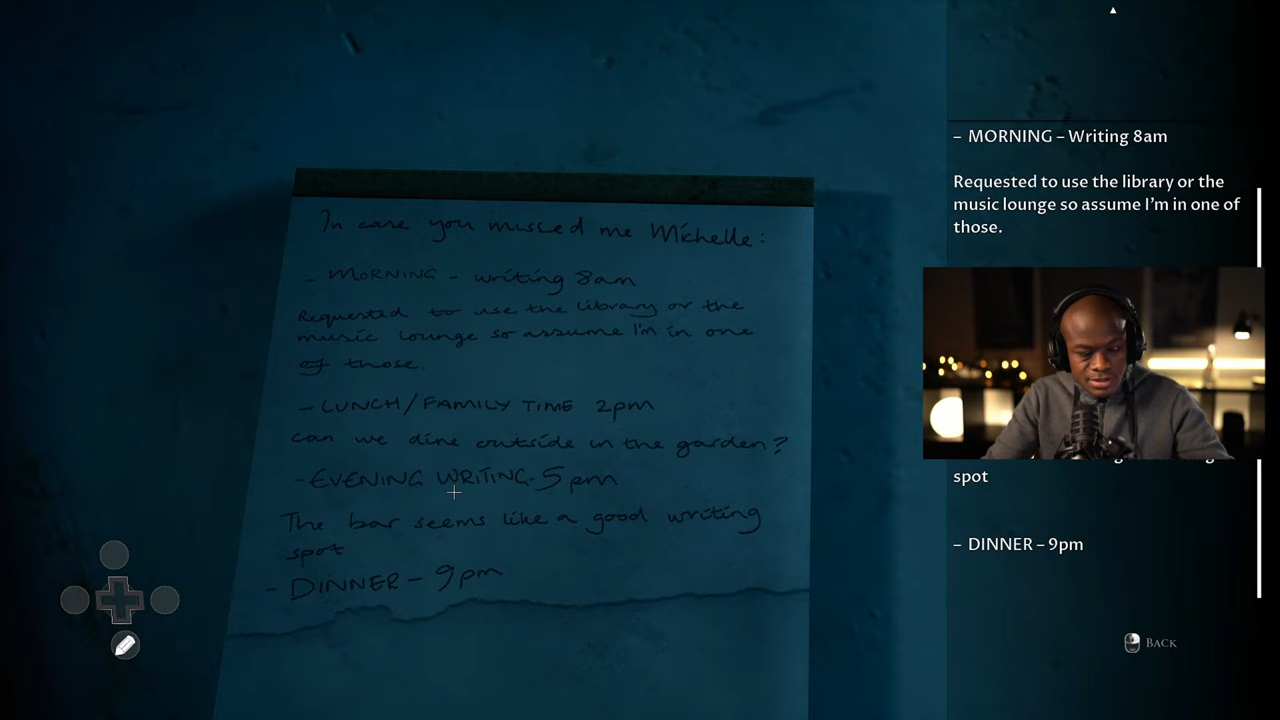 In case you missed me Michelle:
- MORNING - writing 8am
Requested to use the library or the
music lounge so assume I'm in one
of those.
- LUNCH/FAMILY TIME 2pm
can we dine outside in the garden?
- EVENING WRITING - 5pm
The bar seems like a good writing
spot
- DINNER - 9pm
– MORNING – Writing 8am
Requested to use the library or the
music lounge so assume I'm in one of
those.
spot
– DINNER – 9pm
BACK